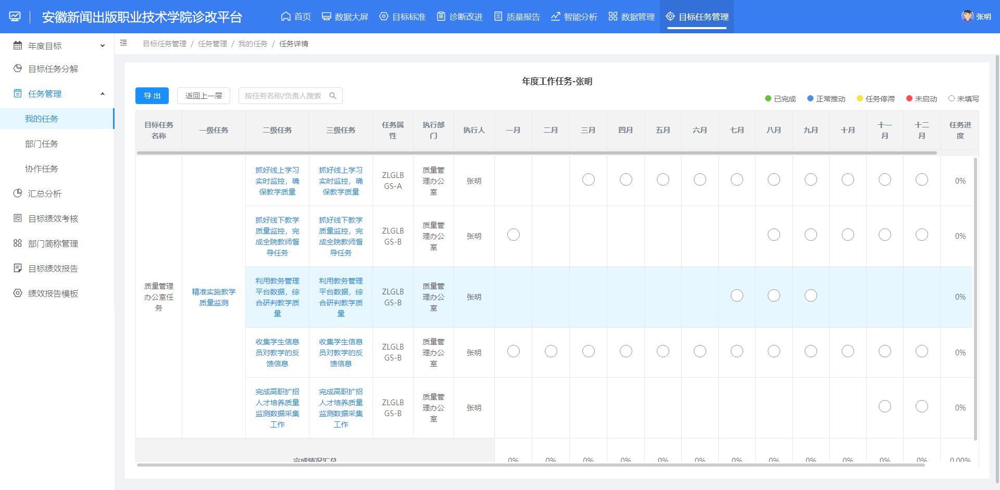 安徽新闻出版职业技术学院诊改平台
首页 数据大屏 目标标准 诊断改进 质量报告 智能分析 数据管理 目标任务管理 张明
年度目标
目标任务分解
任务管理
我的任务
部门任务
协作任务
汇总分析
目标绩效考核
部门简称管理
目标绩效报告
绩效报告模板
目标任务管理 / 任务管理 / 我的任务 / 任务详情
年度工作任务-张明
导 出 返回上一层 按任务名称/负责人搜索
已完成 正常推动 任务停滞 未启动 未填写
目标任务
名称
一级任务
二级任务
三级任务
任务属
性
执行部
门
执行人
一月 二月 三月 四月 五月 六月 七月 八月 九月 十月
十一
月
十二
月
任务进
度
质量管理
办公室任
务
精准实施教学
质量监测
抓好线上学习
实时监控，确
保教学质量
抓好线上学习
实时监控，确
保教学质量
ZLGLB
GS-A
质量管
理办公
室
张明
0%
抓好线下教学
质量监控，完
成全院教师督
导任务
抓好线下教学
质量监控，完
成全院教师督
导任务
ZLGLB
GS-B
质量管
理办公
室
张明
0%
利用教务管理
平台数据，综
合研判教学质
量
利用教务管理
平台数据，综
合研判教学质
量
ZLGLB
GS-B
质量管
理办公
室
张明
0%
收集学生信息
员对教学的反
馈信息
收集学生信息
员对教学的反
馈信息
ZLGLB
GS-B
质量管
理办公
室
张明
0%
完成高职扩招
人才培养质量
监测数据采集
工作
完成高职扩招
人才培养质量
监测数据采集
工作
ZLGLB
GS-B
质量管
理办公
室
张明
0%
完成情况汇总 0% 0% 0% 0% 0% 0% 0% 0% 0% 0% 0% 0% 0.00%